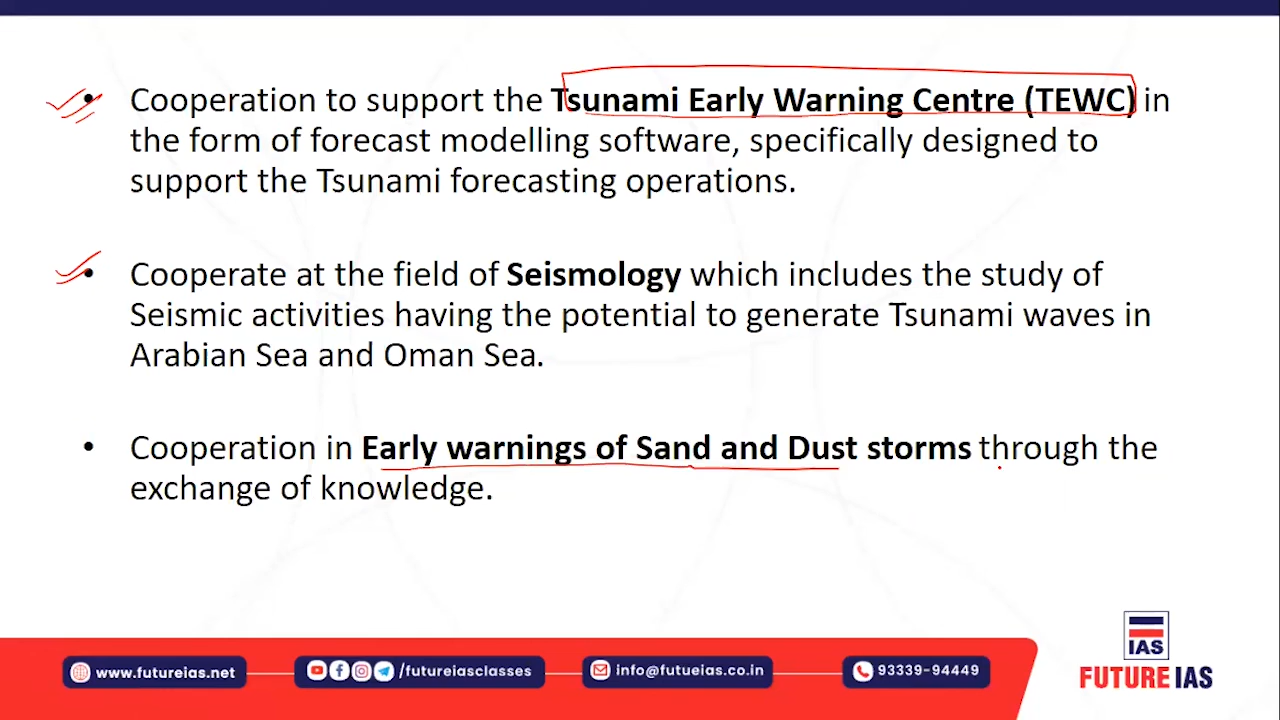 • Cooperation to support the Tsunami Early Warning Centre (TEWC) in
the form of forecast modelling software, specifically designed to
support the Tsunami forecasting operations.
• Cooperate at the field of Seismology which includes the study of
Seismic activities having the potential to generate Tsunami waves in
Arabian Sea and Oman Sea.
• Cooperation in Early warnings of Sand and Dust storms through the
exchange of knowledge.
IAS
FUTURE IAS
www.futureias.net
/futureiasclasses
info@futueias.co.in
93339-94449